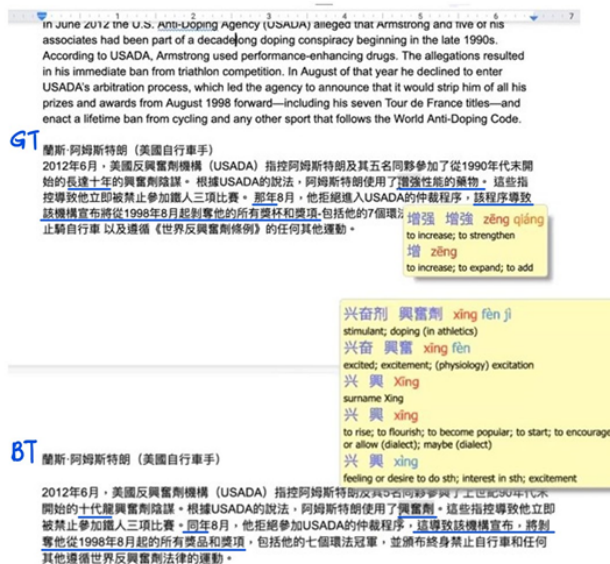 1 2 3 4 5 6 7
In June 2012 the U.S. Anti-Doping Agency (USADA) alleged that Armstrong and five of his
associates had been part of a decadelong doping conspiracy beginning in the late 1990s.
According to USADA, Armstrong used performance-enhancing drugs. The allegations resulted
in his immediate ban from triathlon competition. In August of that year he declined to enter
USADA's arbitration process, which led the agency to announce that it would strip him of all his
prizes and awards from August 1998 forward—including his seven Tour de France titles—and
enact a lifetime ban from cycling and any other sport that follows the World Anti-Doping Code.
GT
蘭斯·阿姆斯特朗（美國自行車手）
2012年6月，美國反興奮劑機構（USADA）指控阿姆斯特朗及其五名同夥參加了從1990年代末開
始的長達十年的興奮劑陰謀。 根據USADA的說法，阿姆斯特朗使用了增強性能的藥物。 這些指
控導致他立即被禁止參加鐵人三項比賽。 那年8月，他拒絕進入USADA的仲裁程序，該程序導致
該機構宣布將從1998年8月起剝奪他的所有獎杯和獎項-包括他的7個環法
止騎自行車 以及遵循《世界反興奮劑條例》的任何其他運動。
增强 增強 zēng qiáng
to increase; to strengthen
增 zēng
to increase; to expand; to add
兴奋剂 興奮劑 xīng fèn jì
stimulant; doping (in athletics)
兴奋 興奮 xīng fèn
excited; excitement; (physiology) excitation
兴 興 Xīng
surname Xing
兴 興 xīng
to rise; to flourish; to become popular; to start; to encourage
or allow (dialect); maybe (dialect)
兴 興 xìng
feeling or desire to do sth; interest in sth; excitement
BT
蘭斯·阿姆斯特朗（美國自行車手）
2012年6月，美國反興奮劑機構（USADA）指控阿姆斯特朗及其5名同夥參與了上世紀90年代末
開始的十代龍興奮劑陰謀。根據USADA的說法，阿姆斯特朗使用了興奮劑。這些指控導致他立即
被禁止參加鐵人三項比賽。同年8月，他拒絕參加USADA的仲裁程序，這導致該機構宣布，將剝
奪他從1998年8月起的所有獎品和獎項，包括他的七個環法冠軍，並頒布終身禁止自行車和任何
其他遵循世界反興奮劑法律的運動。